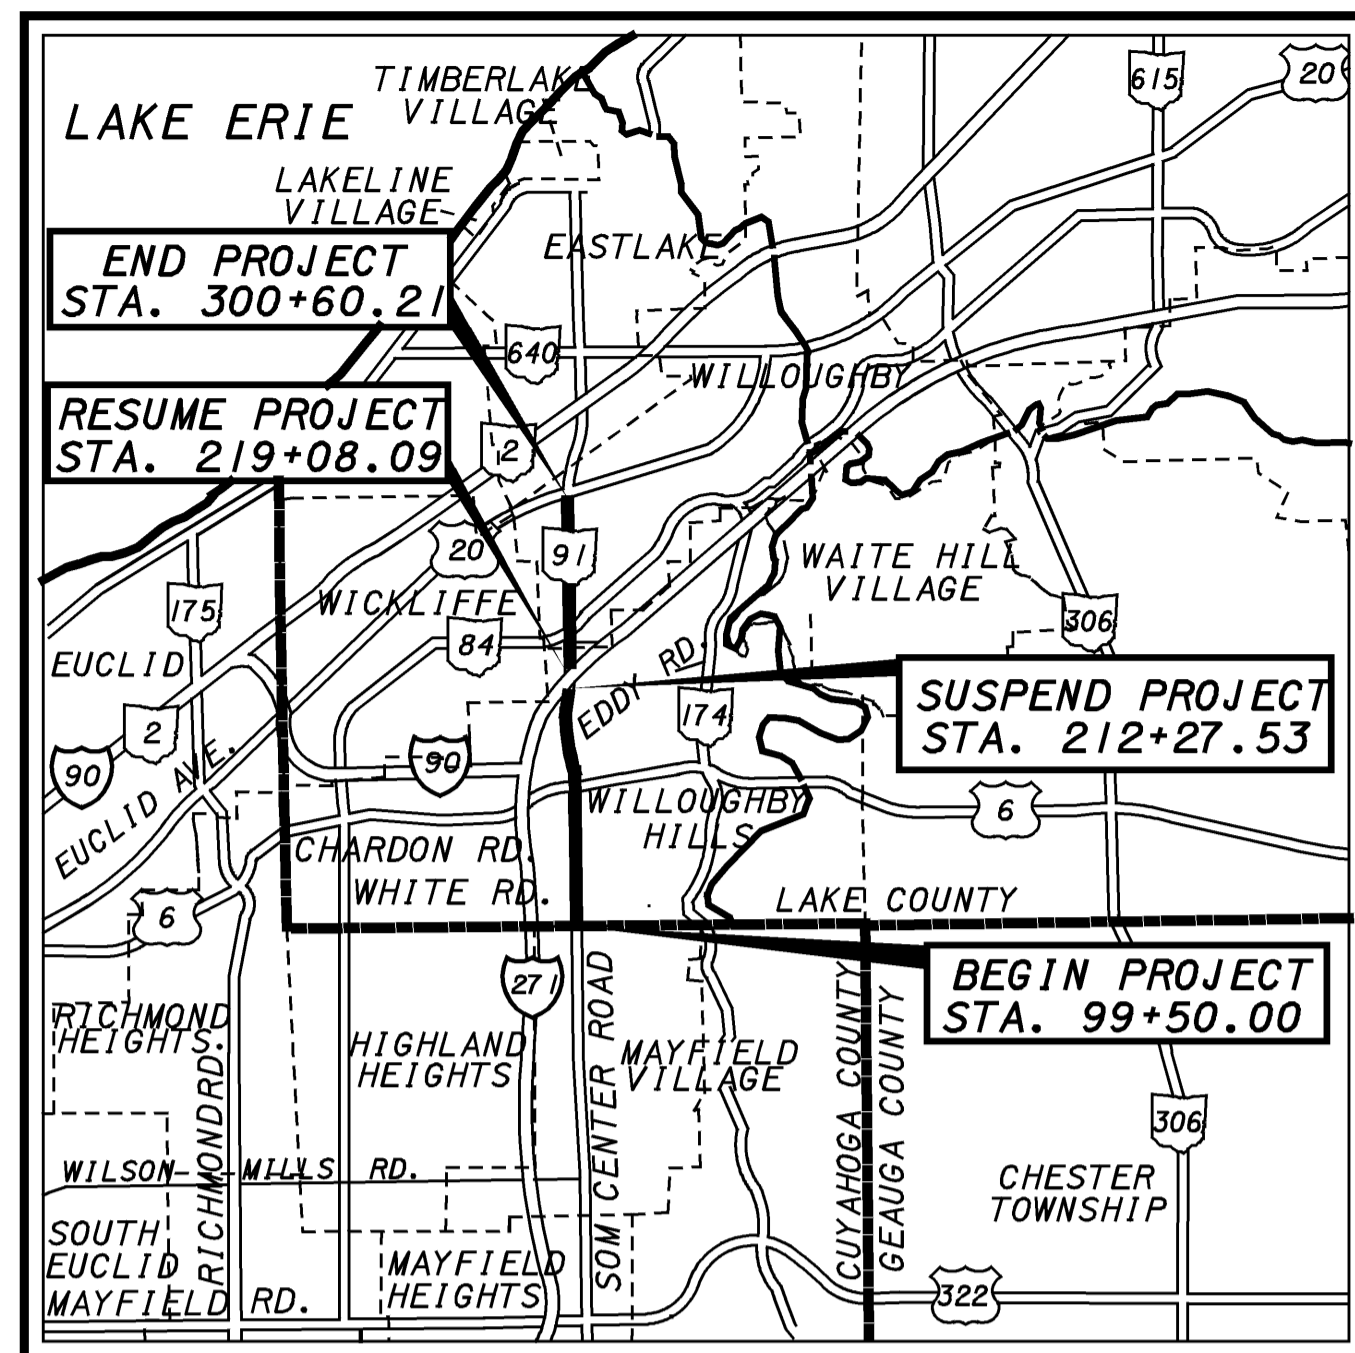 LAKE ERIE
TIMBERLAKE
VILLAGE
615
20
LAKELINE
VILLAGE
END PROJECT
STA. 300+60.21
EASTLAKE
640
WILLOUGHBY
RESUME PROJECT
STA. 219+08.09
2
20
91
WAITE HILL
VILLAGE
175
WICKLIFFE
84
306
EUCLID
EDDY RD.
SUSPEND PROJECT
STA. 212+27.53
174
2
90
90
EUCLID AVE.
WILLOUGHBY
HILLS
6
CHARDON RD.
WHITE RD.
LAKE COUNTY
6
271
BEGIN PROJECT
STA. 99+50.00
RICHMOND
HEIGHTS.
HIGHLAND
HEIGHTS
SOM CENTER ROAD
MAYFIELD
VILLAGE
CUYAHOGA COUNTY
GEAUGA COUNTY
306
RICHMOND RD.
WILSON MILLS RD.
CHESTER
TOWNSHIP
SOUTH
EUCLID
MAYFIELD RD.
MAYFIELD
HEIGHTS
322